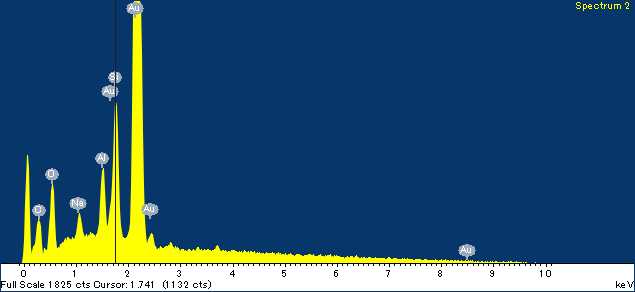 Spectrum 2
Au
Si
Au
Al
O
Na
C
Au
Au
0 1 2 3 4 5 6 7 8 9 10
Full Scale 1825 cts Cursor: 1.741 (1132 cts) keV